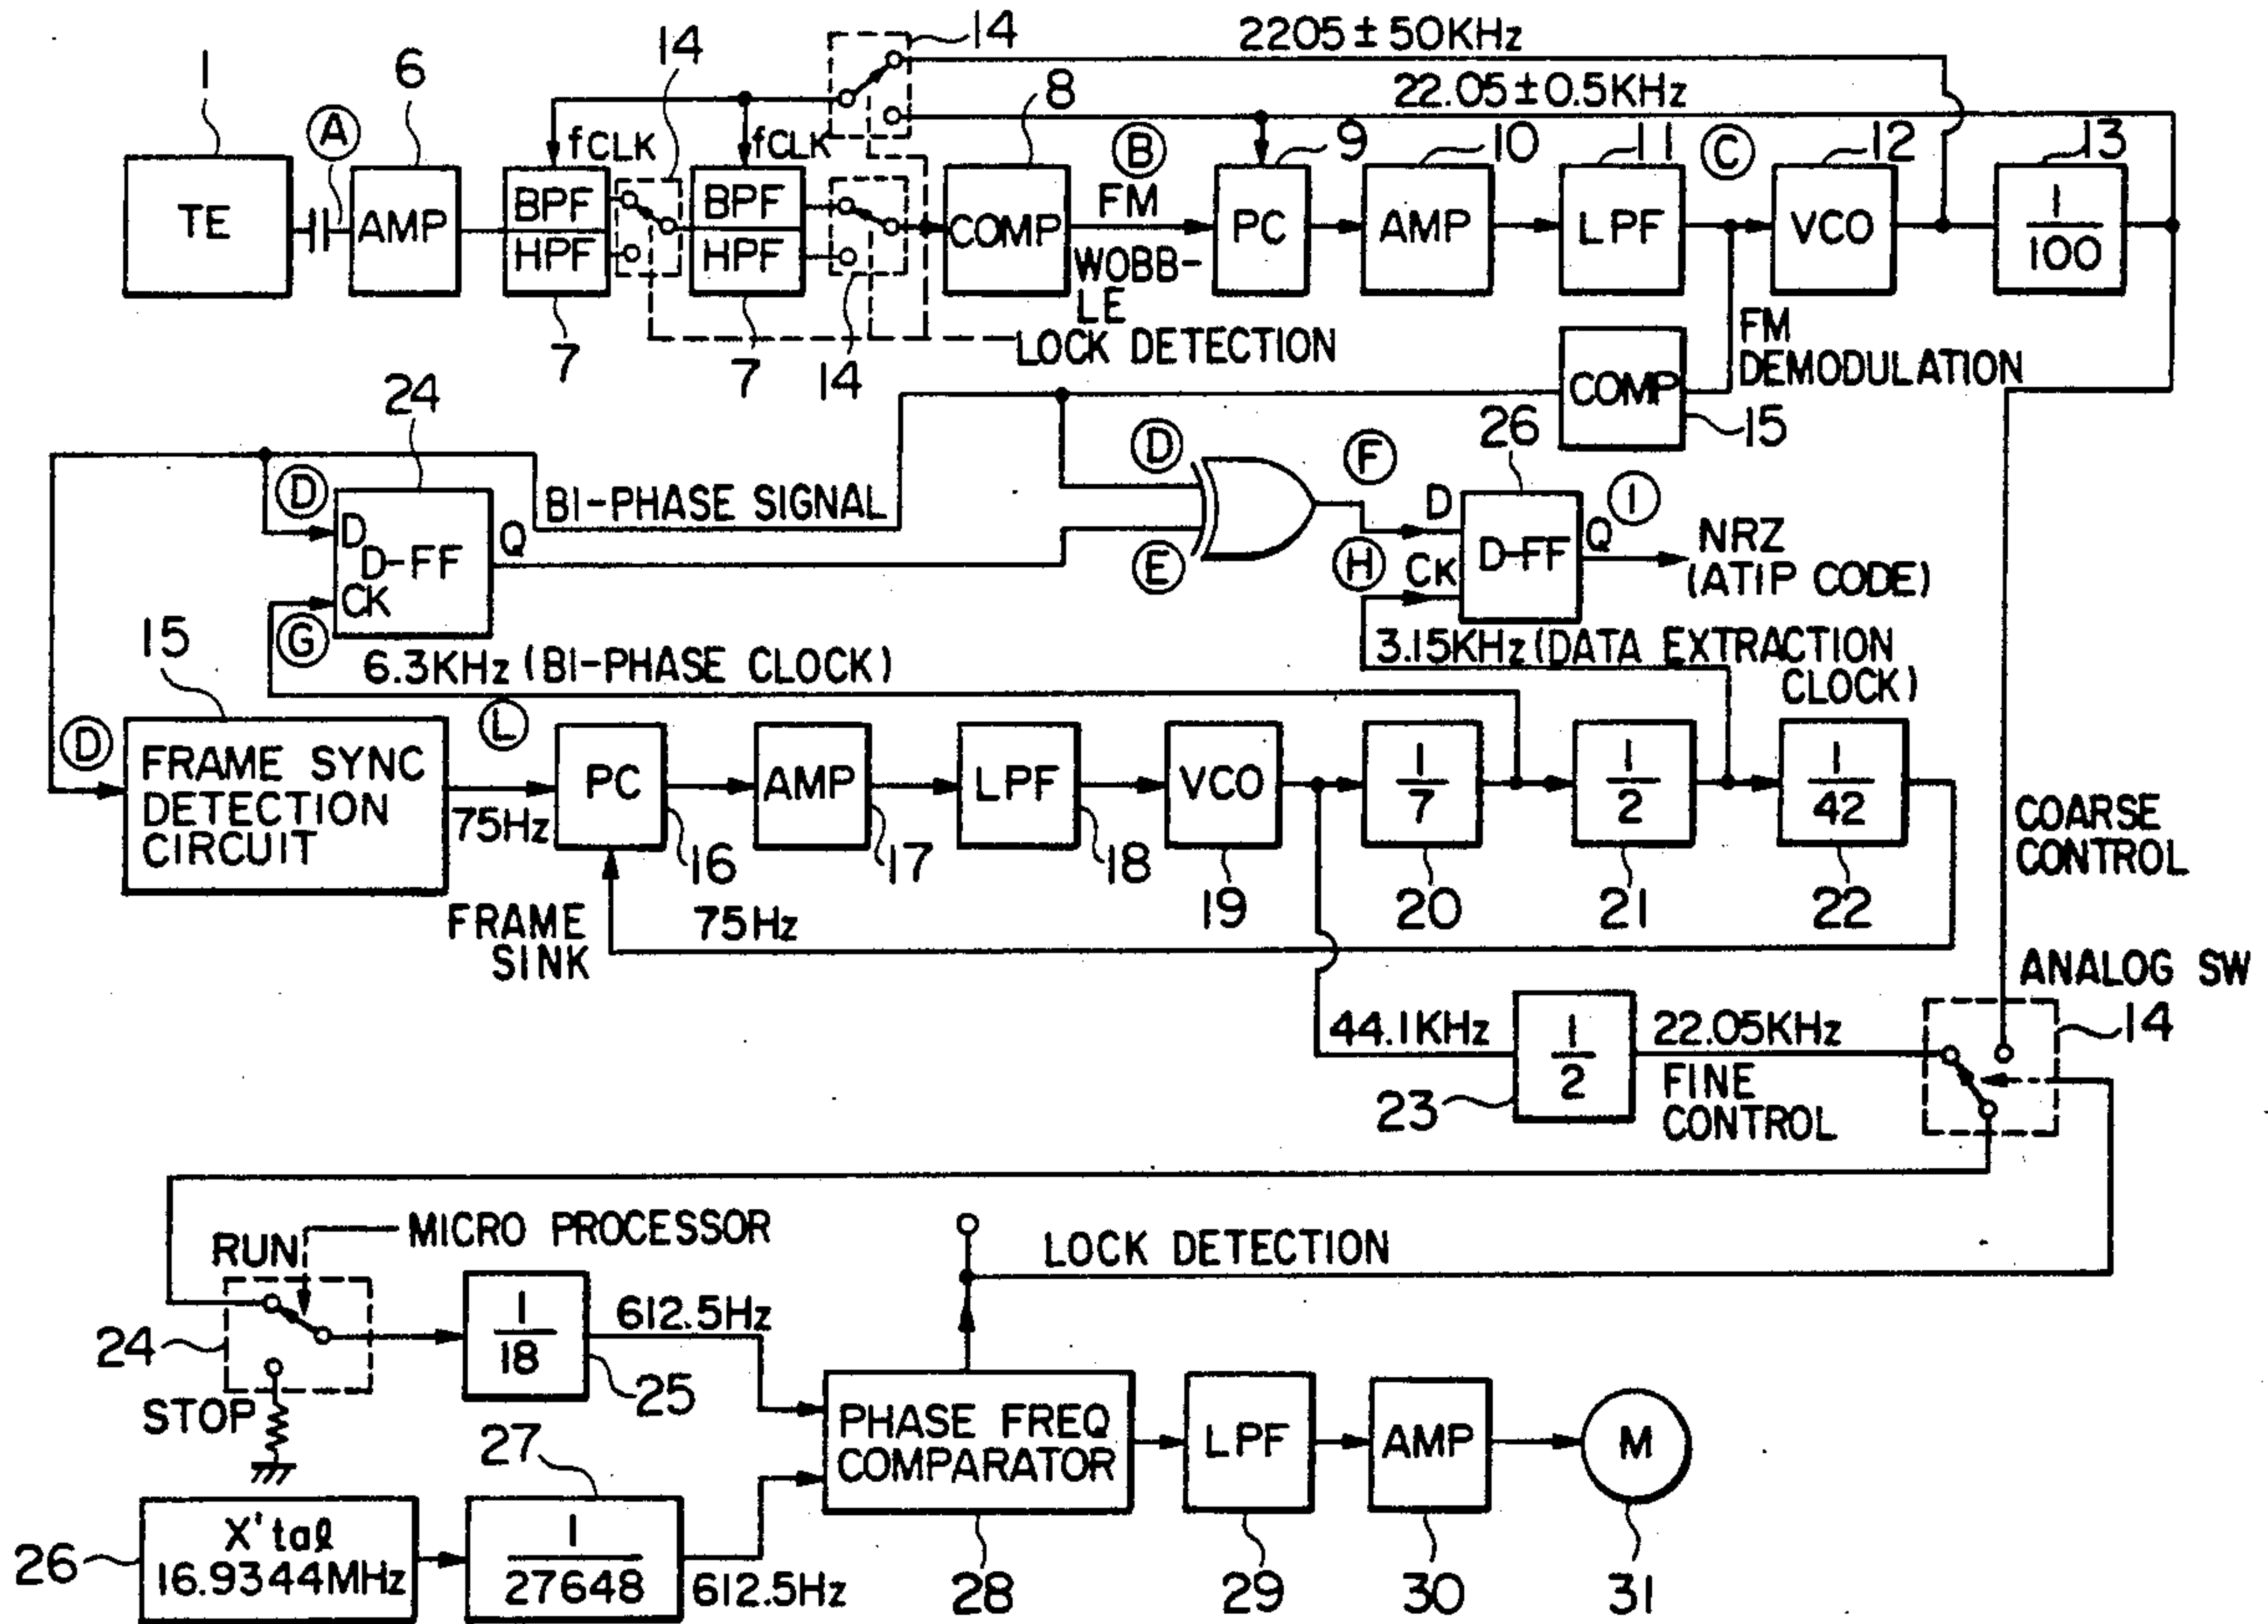 2205±50KHz
14
14
22.05±0.5KHz
1
6
8
A
fCLK
14
fCLK
B
9
10
11
C
12
13
TE
AMP
BPF
HPF
BPF
HPF
COMP
FM
WOBB-
LE
PC
AMP
LPF
VCO
1
100
7
7
14
LOCK DETECTION
FM
DEMODULATION
COMP
15
24
26
D
BI-PHASE SIGNAL
D
F
D
D-FF
Q
CK
G
E
H
D
CK
D-FF
Q
I
NRZ
(ATIP CODE)
15
6.3KHz (BI-PHASE CLOCK)
3.15KHz (DATA EXTRACTION
CLOCK)
D
L
FRAME SYNC
DETECTION
CIRCUIT
75Hz
PC
16
AMP
17
LPF
18
VCO
19
1
7
20
1
2
21
1
42
22
COARSE
CONTROL
FRAME
SINK
75Hz
ANALOG SW
14
44.1KHz
1
2
23
22.05KHz
FINE
CONTROL
RUN
MICRO PROCESSOR
LOCK DETECTION
24
STOP
1
18
25
612.5Hz
27
PHASE FREQ
COMPARATOR
28
LPF
29
AMP
30
M
31
26
X'tal
16.9344MHz
1
27648
612.5Hz